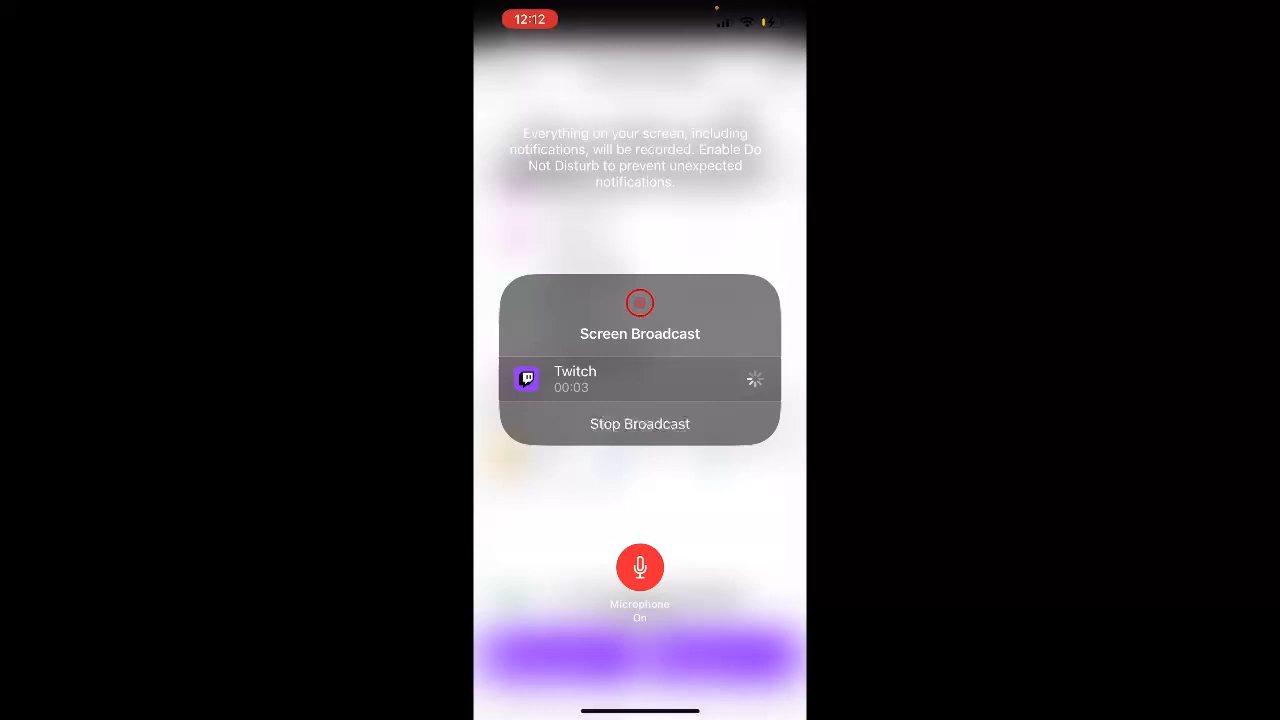 12:12
Everything on your screen, including
notifications, will be recorded. Enable Do
Not Disturb to prevent unexpected
notifications.
Screen Broadcast
Twitch
00:03
Stop Broadcast
Microphone
On